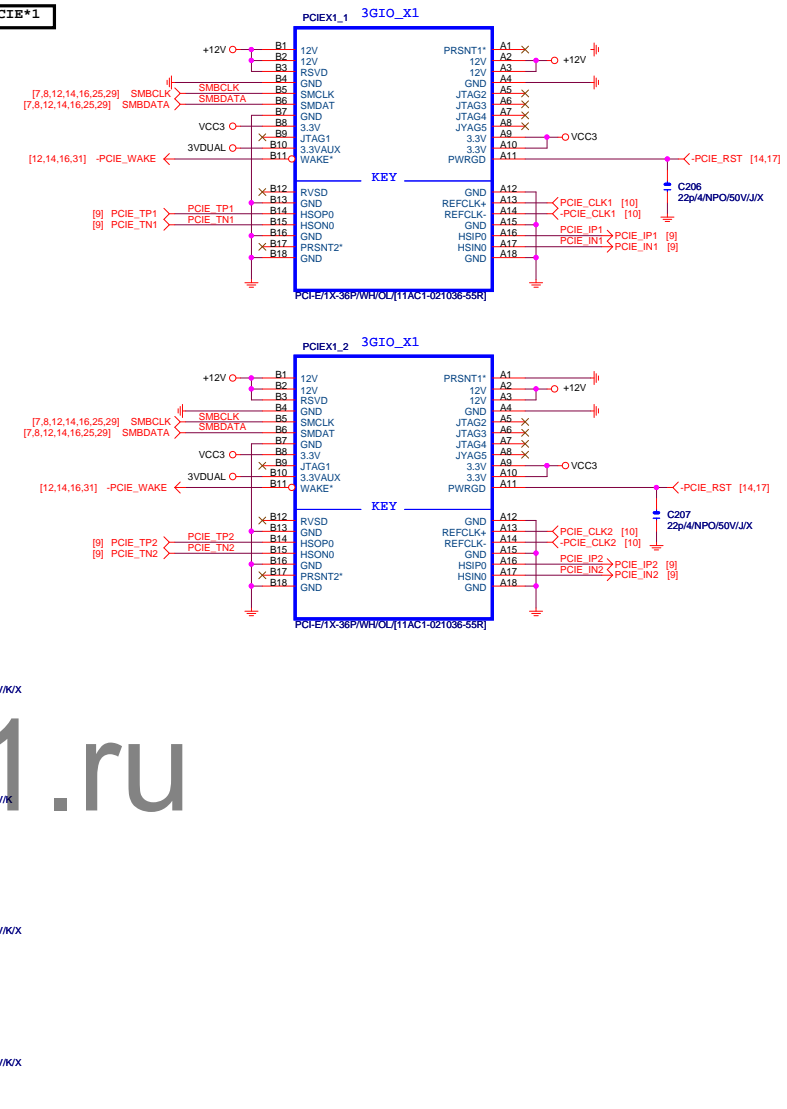 CIE*1
PCIEX1_1 3GIO_X1
+12V B1 12V PRSNT1* A1
B2 12V 12V A2 +12V
B3 RSVD 12V A3
B4 GND GND A4
[7,8,12,14,16,25,29] SMBCLK SMBCLK B5 SMCLK JTAG2 A5
[7,8,12,14,16,25,29] SMBDATA SMBDATA B6 SMDAT JTAG3 A6
B7 GND JTAG4 A7
VCC3 B8 3.3V JYAG5 A8
B9 JTAG1 3.3V A9 VCC3
3VDUAL B10 3.3VAUX 3.3V A10
[12,14,16,31] -PCIE_WAKE B11 WAKE* PWRGD A11 -PCIE_RST [14,17]
KEY
C206
22p/4/NPO/50V/J/X
B12 RVSD GND A12
B13 GND REFCLK+ A13 PCIE_CLK1 [10]
[9] PCIE_TP1 PCIE_TP1 B14 HSOP0 REFCLK- A14 -PCIE_CLK1 [10]
[9] PCIE_TN1 PCIE_TN1 B15 HSON0 GND A15
B16 GND HSIP0 A16 PCIE_IP1 PCIE_IP1 [9]
B17 PRSNT2* HSIN0 A17 PCIE_IN1 PCIE_IN1 [9]
B18 GND GND A18
PCI-E/1X-36P/WH/OL/[11AC1-021036-55R]
PCIEX1_2 3GIO_X1
+12V B1 12V PRSNT1* A1
B2 12V 12V A2 +12V
B3 RSVD 12V A3
B4 GND GND A4
[7,8,12,14,16,25,29] SMBCLK SMBCLK B5 SMCLK JTAG2 A5
[7,8,12,14,16,25,29] SMBDATA SMBDATA B6 SMDAT JTAG3 A6
B7 GND JTAG4 A7
VCC3 B8 3.3V JYAG5 A8
B9 JTAG1 3.3V A9 VCC3
3VDUAL B10 3.3VAUX 3.3V A10
[12,14,16,31] -PCIE_WAKE B11 WAKE* PWRGD A11 -PCIE_RST [14,17]
KEY
C207
22p/4/NPO/50V/J/X
B12 RVSD GND A12
B13 GND REFCLK+ A13 PCIE_CLK2 [10]
[9] PCIE_TP2 PCIE_TP2 B14 HSOP0 REFCLK- A14 -PCIE_CLK2 [10]
[9] PCIE_TN2 PCIE_TN2 B15 HSON0 GND A15
B16 GND HSIP0 A16 PCIE_IP2 PCIE_IP2 [9]
B17 PRSNT2* HSIN0 A17 PCIE_IN2 PCIE_IN2 [9]
B18 GND GND A18
PCI-E/1X-36P/WH/OL/[11AC1-021036-55R]
/K/X
1.ru
/K
/K/X
/K/X